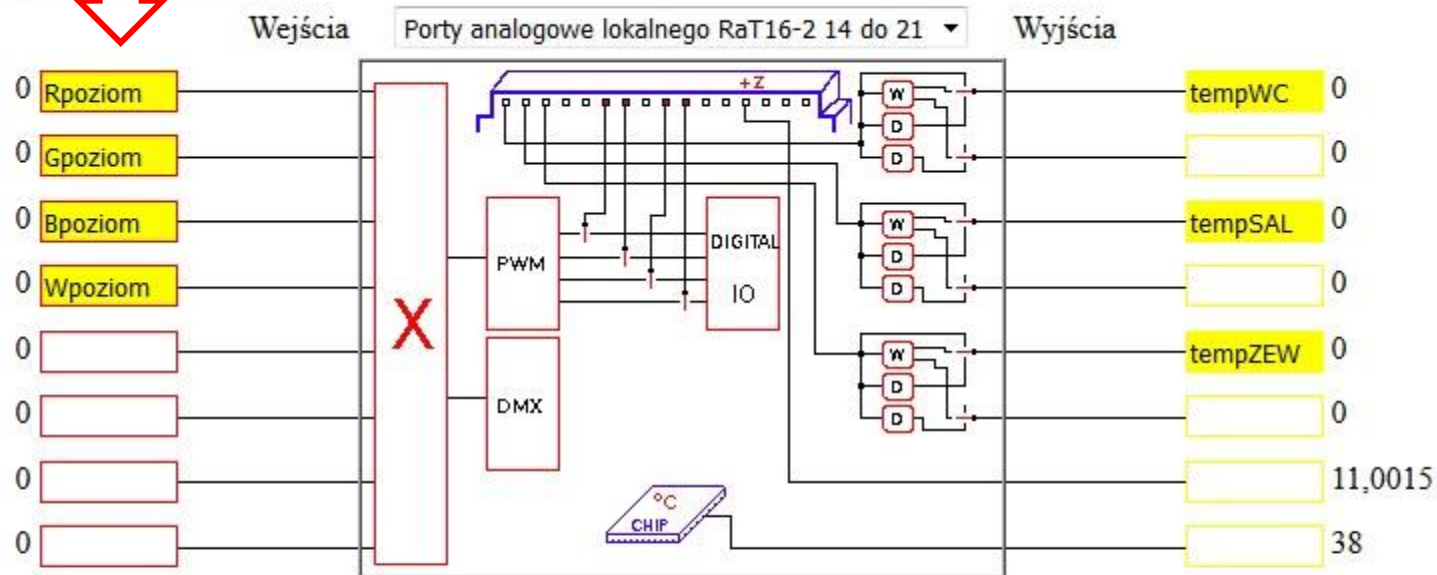 Wejścia Porty analogowe lokalnego RaT16-2 14 do 21 Wyjścia
+Z
0 Rpoziom W tempWC 0
D
0 Gpoziom D 0
0 Bpoziom W tempSAL 0
DIGITAL
D
PWM
0 Wpoziom IO D 0
X
0 W tempZEW 0
D
DMX
0 D 0
0 11,0015
°C
CHIP
0 38